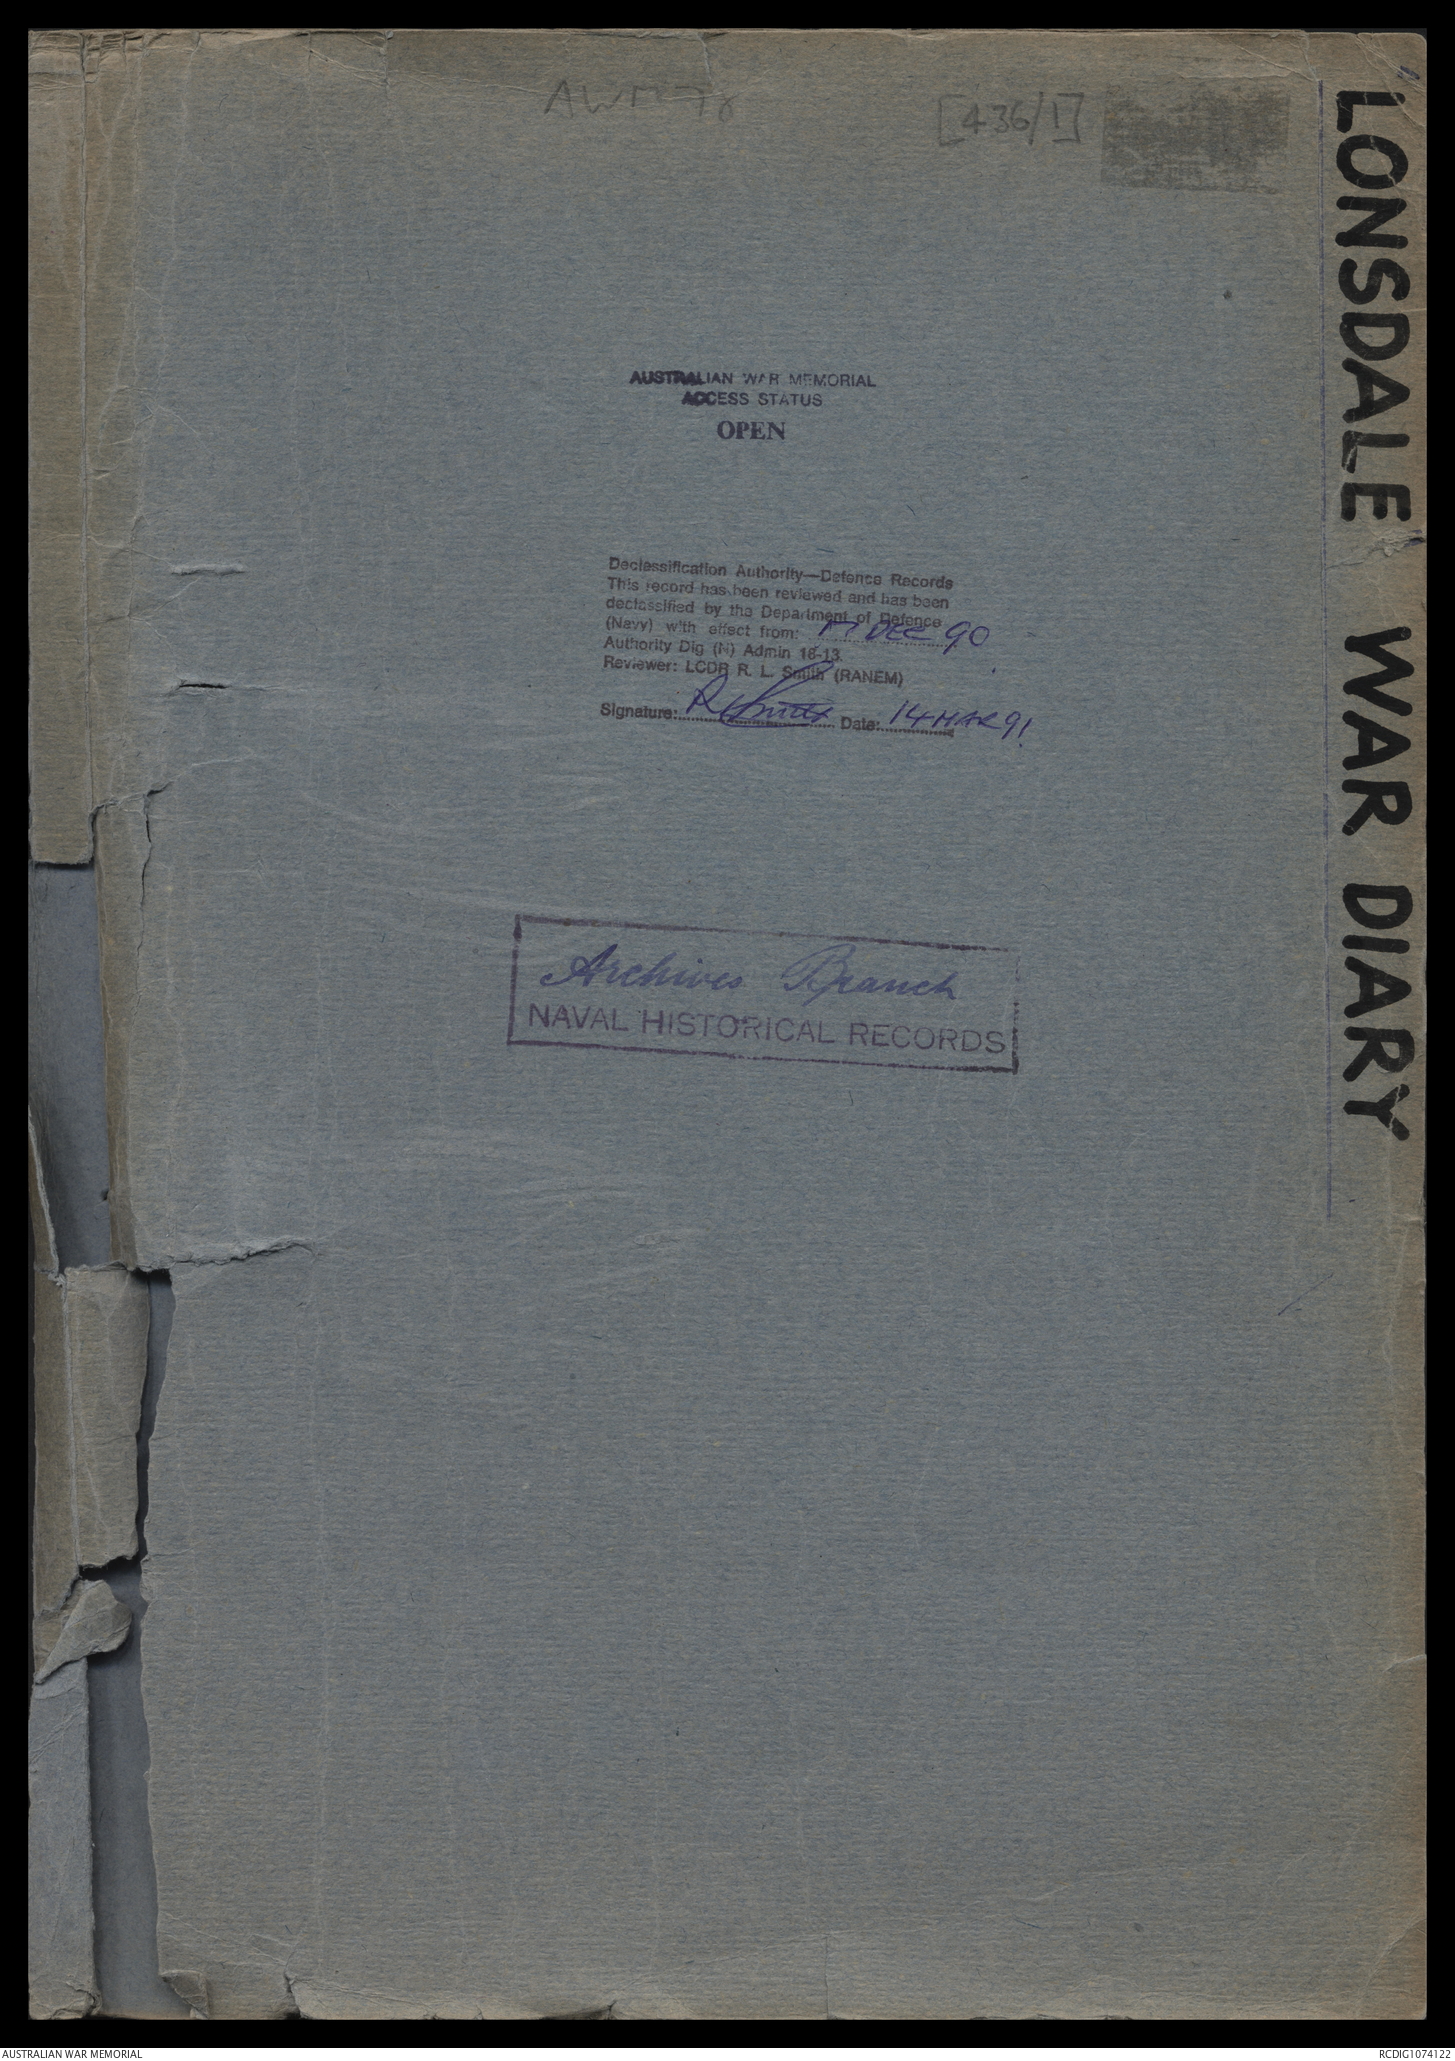 AWM78
[436/1]
LONSDALE WAR DIARY
AUSTRALIAN WAR MEMORIAL
ACCESS STATUS
OPEN
Declassification Authority—Defence Records
This record has been reviewed and has been
declassified by the Department of Defence
(Navy) with effect from: 17 DEC 90
Authority Dig (N) Admin 18-13.
Reviewer: LCDR R. L. Smith (RANEM)
Signature: R L Smith Date: 14 MAR 91.
Archives Branch
NAVAL HISTORICAL RECORDS
AUSTRALIAN WAR MEMORIAL
RCDIG1074122